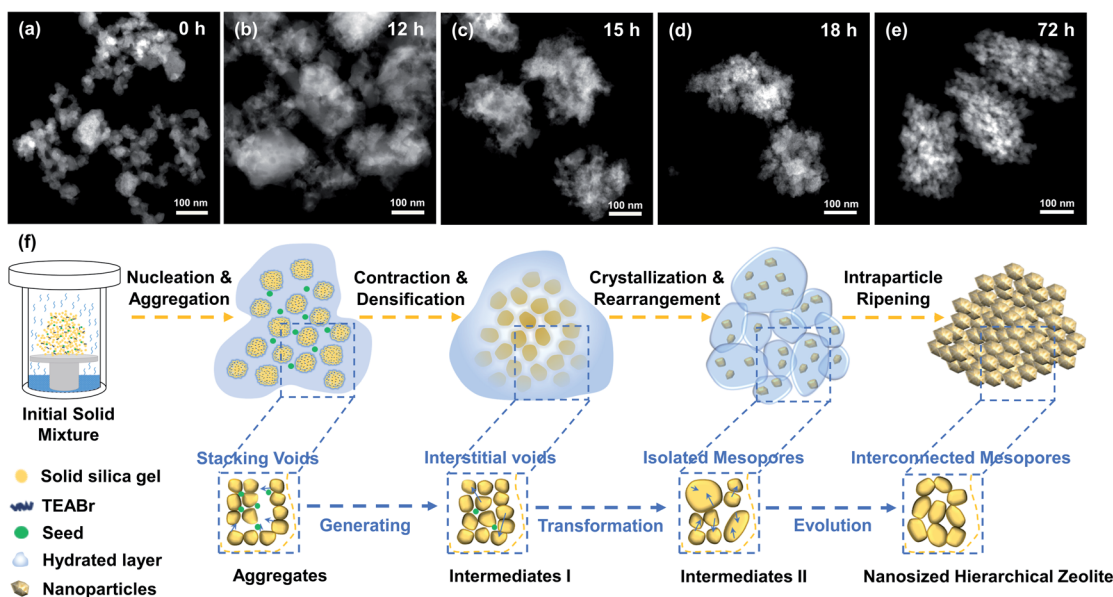 (a) 0 h
100 nm
(b) 12 h
100 nm
(c) 15 h
100 nm
(d) 18 h
100 nm
(e) 72 h
100 nm
(f)
Nucleation &
Aggregation
Contraction &
Densification
Crystallization &
Rearrangement
Intraparticle
Ripening
Initial Solid
Mixture
Solid silica gel
TEABr
Seed
Hydrated layer
Nanoparticles
Stacking Voids
Interstitial voids
Isolated Mesopores
Interconnected Mesopores
Generating
Transformation
Evolution
Aggregates
Intermediates I
Intermediates II
Nanosized Hierarchical Zeolite